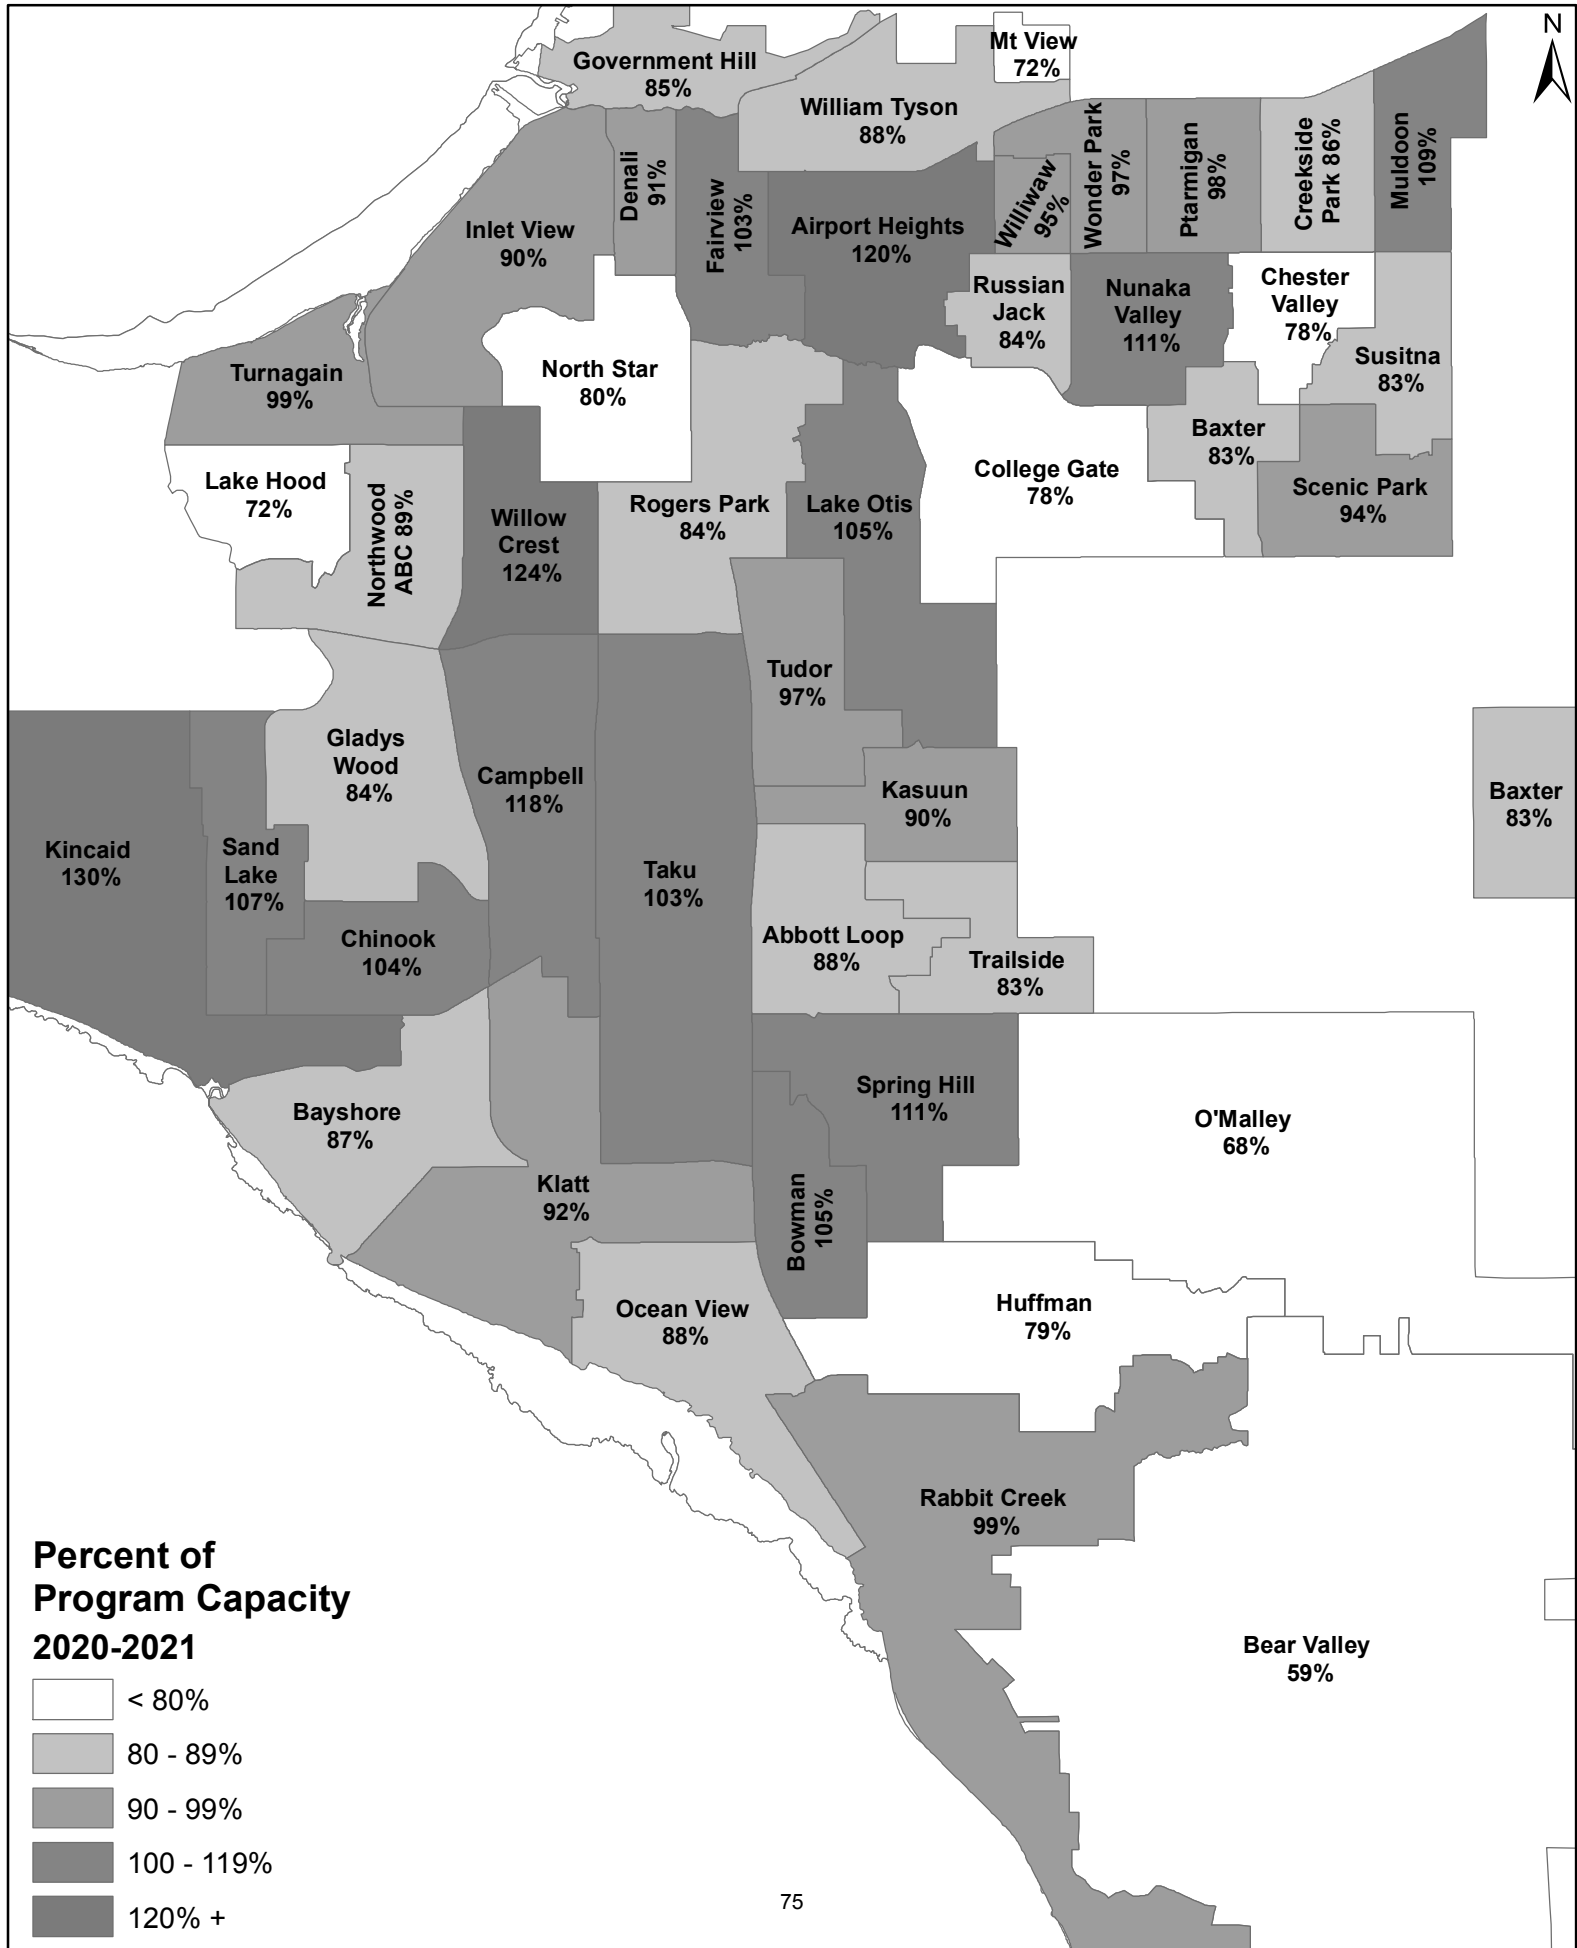 N
Mt View
72%
Government Hill
85%
William Tyson
88%
Denali
91%
Fairview
103%
Inlet View
90%
Airport Heights
120%
Williwaw
95%
Wonder Park
97%
Ptarmigan
98%
Creekside
Park 86%
Muldoon
109%
Russian
Jack
84%
Nunaka
Valley
111%
Chester
Valley
78%
Susitna
83%
Turnagain
99%
North Star
80%
Baxter
83%
Lake Hood
72%
Northwood
ABC 89%
Willow
Crest
124%
Rogers Park
84%
Lake Otis
105%
College Gate
78%
Scenic Park
94%
Tudor
97%
Gladys
Wood
84%
Campbell
118%
Kasuun
90%
Baxter
83%
Kincaid
130%
Sand
Lake
107%
Taku
103%
Chinook
104%
Abbott Loop
88%
Trailside
83%
Bayshore
87%
Spring Hill
111%
O'Malley
68%
Klatt
92%
Bowman
105%
Ocean View
88%
Huffman
79%
Rabbit Creek
99%
Bear Valley
59%
Percent of
Program Capacity
2020-2021
< 80%
80 - 89%
90 - 99%
100 - 119%
120% +
75